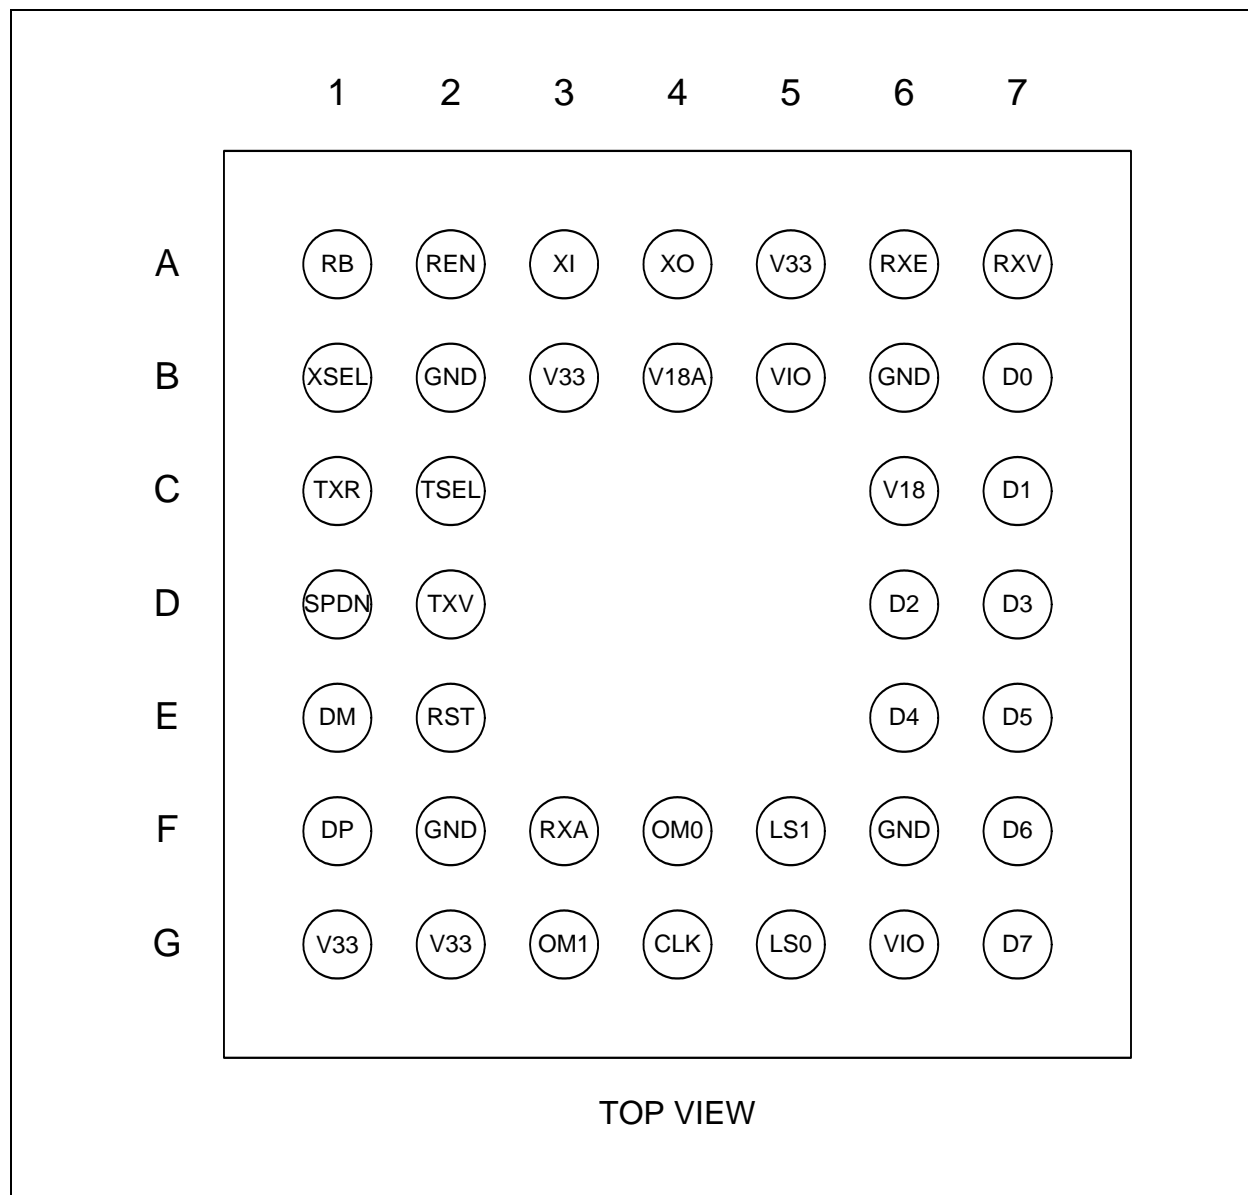 1 2 3 4 5 6 7
A RB REN XI XO V33 RXE RXV
B XSEL GND V33 V18A VIO GND D0
C TXR TSEL V18 D1
D SPDN TXV D2 D3
E DM RST D4 D5
F DP GND RXA OM0 LS1 GND D6
G V33 V33 OM1 CLK LS0 VIO D7
TOP VIEW